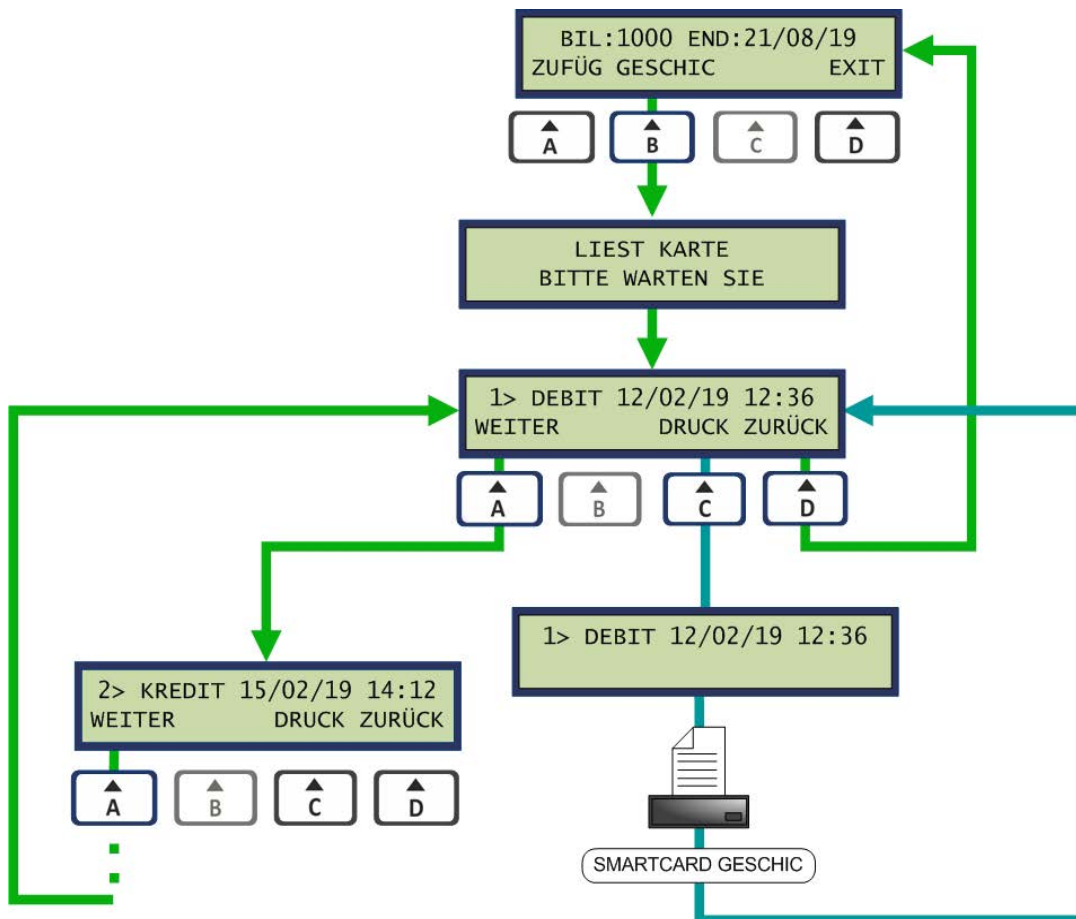 BIL:1000 END:21/08/19
ZUFÜG GESCHIC EXIT
A B C D
LIEST KARTE
BITTE WARTEN SIE
1> DEBIT 12/02/19 12:36
WEITER DRUCK ZURÜCK
A B C D
1> DEBIT 12/02/19 12:36
2> KREDIT 15/02/19 14:12
WEITER DRUCK ZURÜCK
A B C D
SMARTCARD GESCHIC